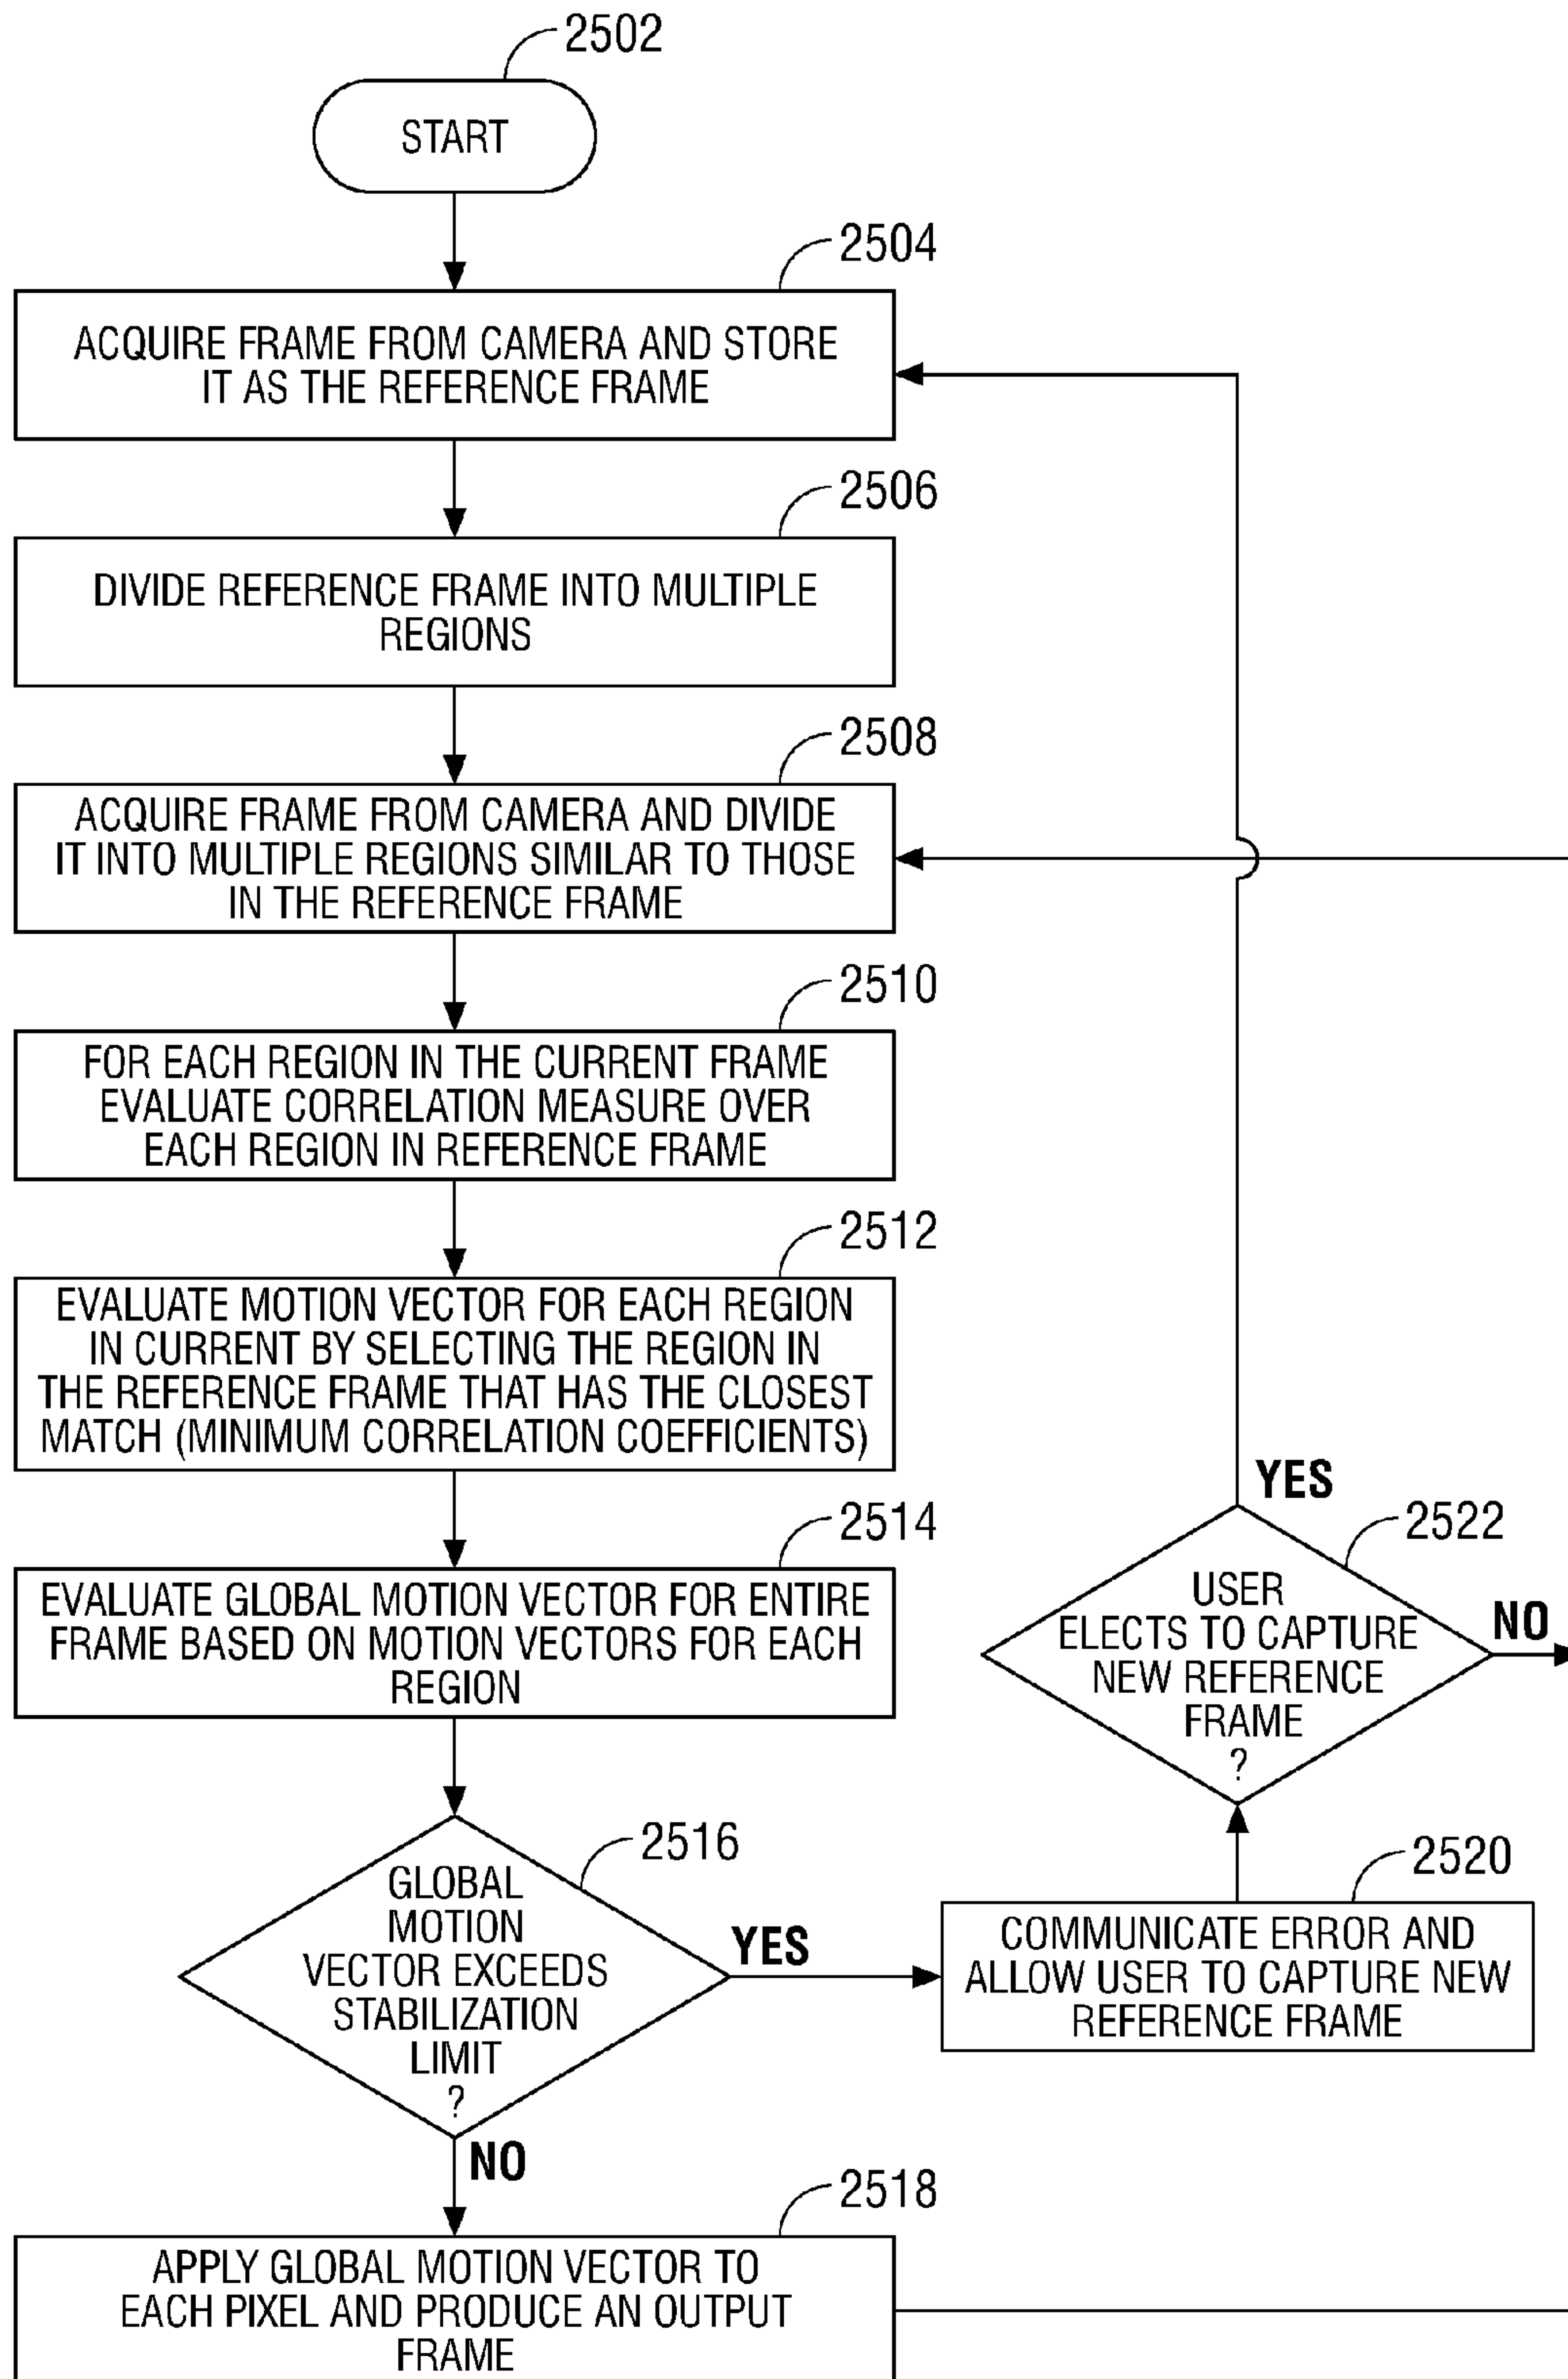 2502
START
2504
ACQUIRE FRAME FROM CAMERA AND STORE
IT AS THE REFERENCE FRAME
2506
DIVIDE REFERENCE FRAME INTO MULTIPLE
REGIONS
2508
ACQUIRE FRAME FROM CAMERA AND DIVIDE
IT INTO MULTIPLE REGIONS SIMILAR TO THOSE
IN THE REFERENCE FRAME
2510
FOR EACH REGION IN THE CURRENT FRAME
EVALUATE CORRELATION MEASURE OVER
EACH REGION IN REFERENCE FRAME
2512
EVALUATE MOTION VECTOR FOR EACH REGION
IN CURRENT BY SELECTING THE REGION IN
THE REFERENCE FRAME THAT HAS THE CLOSEST
MATCH (MINIMUM CORRELATION COEFFICIENTS)
2514
EVALUATE GLOBAL MOTION VECTOR FOR ENTIRE
FRAME BASED ON MOTION VECTORS FOR EACH
REGION
2516
GLOBAL
MOTION
VECTOR EXCEEDS
STABILIZATION
LIMIT
?
YES
NO
2518
APPLY GLOBAL MOTION VECTOR TO
EACH PIXEL AND PRODUCE AN OUTPUT
FRAME
2520
COMMUNICATE ERROR AND
ALLOW USER TO CAPTURE NEW
REFERENCE FRAME
2522
USER
ELECTS TO CAPTURE
NEW REFERENCE
FRAME
?
YES
NO